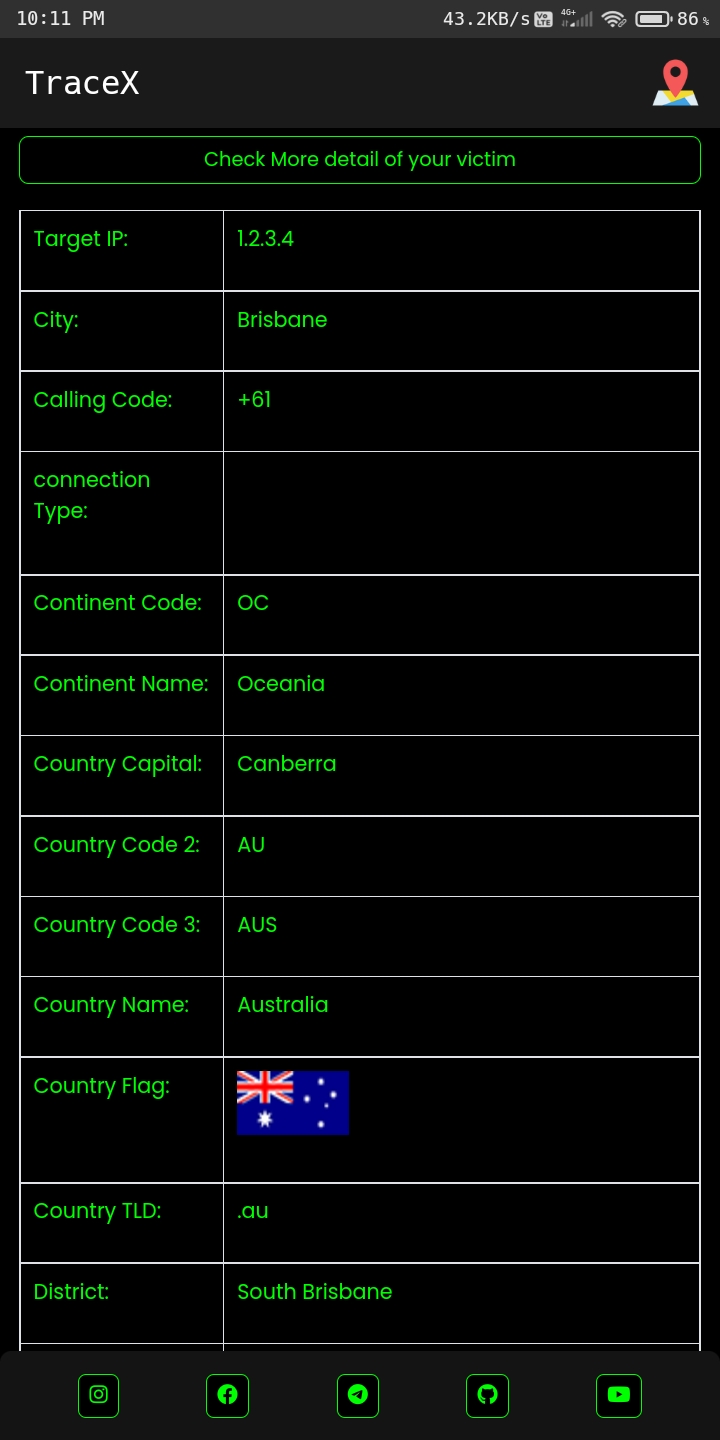 10:11 PM 43.2KB/s Vo LTE 4G+ 86 %
TraceX
Check More detail of your victim
Target IP: 1.2.3.4
City: Brisbane
Calling Code: +61
connection
Type:
Continent Code: OC
Continent Name: Oceania
Country Capital: Canberra
Country Code 2: AU
Country Code 3: AUS
Country Name: Australia
Country Flag:
Country TLD: .au
District: South Brisbane